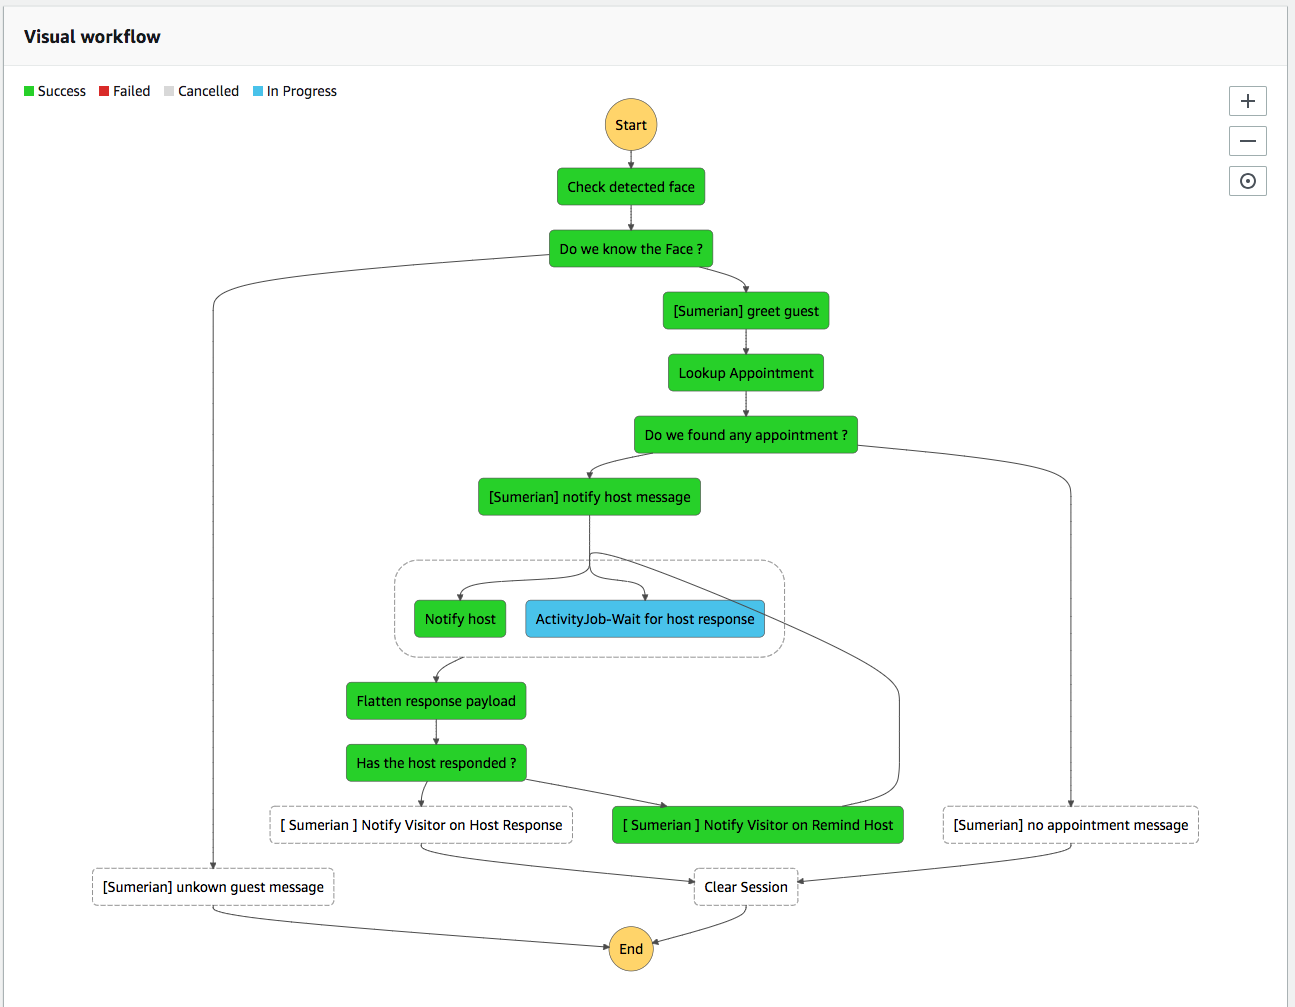 Visual workflow
Success Failed Cancelled In Progress
Start
Check detected face
Do we know the Face ?
[Sumerian] greet guest
Lookup Appointment
Do we found any appointment ?
[Sumerian] notify host message
Notify host
ActivityJob-Wait for host response
Flatten response payload
Has the host responded ?
[ Sumerian ] Notify Visitor on Host Response
[ Sumerian ] Notify Visitor on Remind Host
[Sumerian] no appointment message
[Sumerian] unkown guest message
Clear Session
End